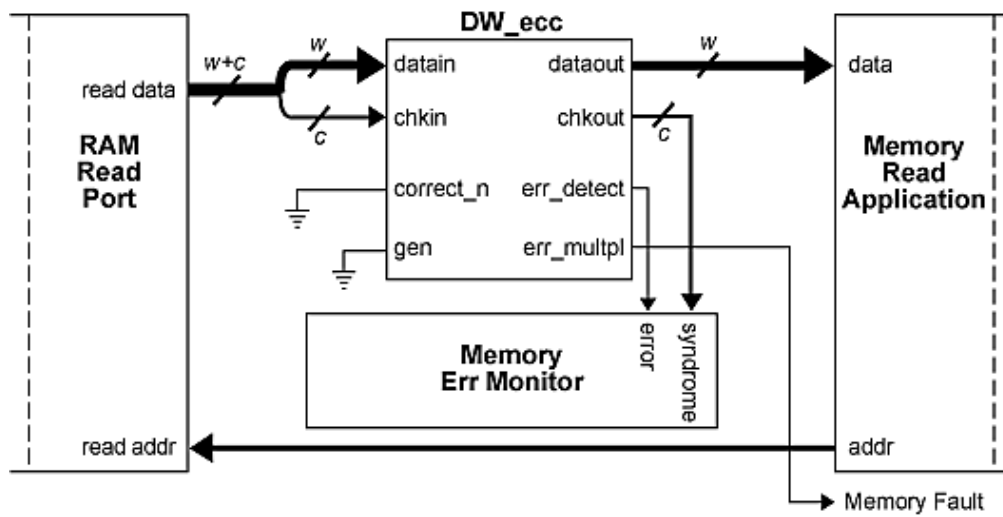 DW_ecc
w+c
w
c
read data
RAM
Read
Port
read addr
datain
chkin
correct_n
gen
dataout
chkout
err_detect
err_multpl
w
c
data
Memory
Read
Application
addr
error
syndrome
Memory
Err Monitor
Memory Fault